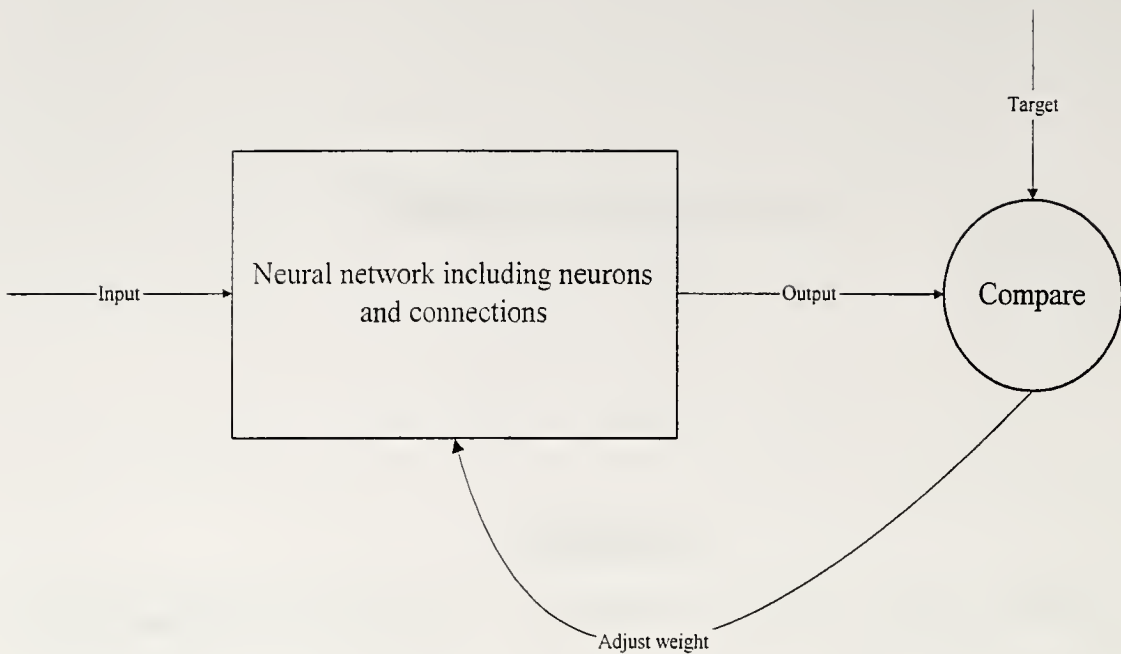 Target
Neural network including neurons
and connections
Input
Output
Compare
Adjust weight